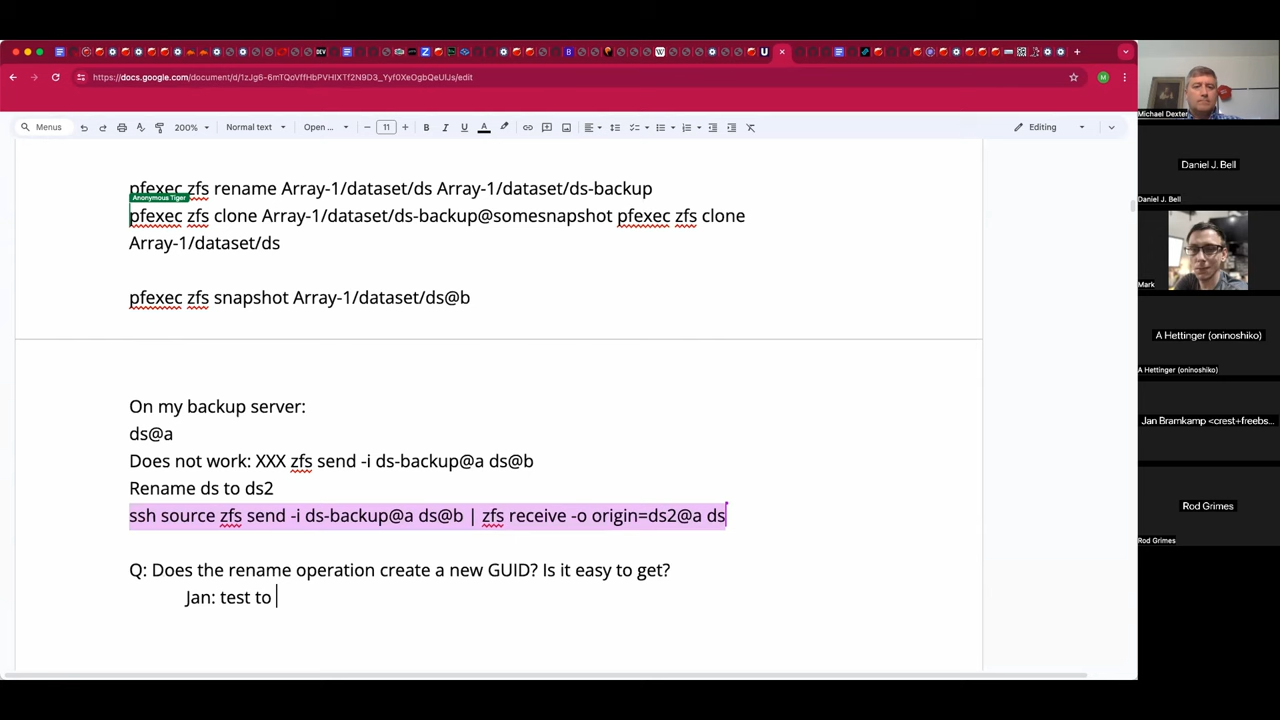 https://docs.google.com/document/d/1zJg6-6mTQoVffHbPVHIXTf2N9D3_Yyf0XeOgbQeUIJs/edit
Menus
200%
Normal text
Open ...
11
B
I
U
A
Editing
pfexec zfs rename Array-1/dataset/ds Array-1/dataset/ds-backup
Anonymous Tiger
pfexec zfs clone Array-1/dataset/ds-backup@somesnapshot pfexec zfs clone
Array-1/dataset/ds
pfexec zfs snapshot Array-1/dataset/ds@b
On my backup server:
ds@a
Does not work: XXX zfs send -i ds-backup@a ds@b
Rename ds to ds2
ssh source zfs send -i ds-backup@a ds@b | zfs receive -o origin=ds2@a ds
Q: Does the rename operation create a new GUID? Is it easy to get?
Jan: test to
Michael Dexter
Daniel J. Bell
Daniel J. Bell
Mark
A Hettinger (oninoshiko)
A Hettinger (oninoshiko)
Jan Bramkamp <crest+freebs...
Rod Grimes
Rod Grimes